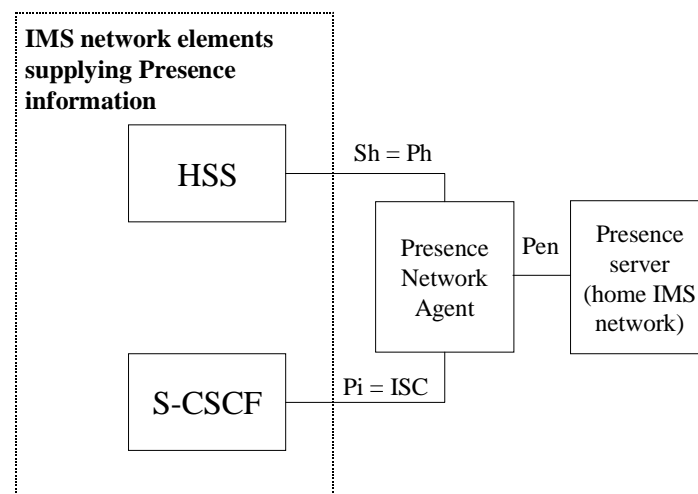 IMS network elements
supplying Presence
information
HSS
Sh = Ph
Presence
Network
Agent
Pen
Presence
server
(home IMS
network)
S-CSCF
Pi = ISC